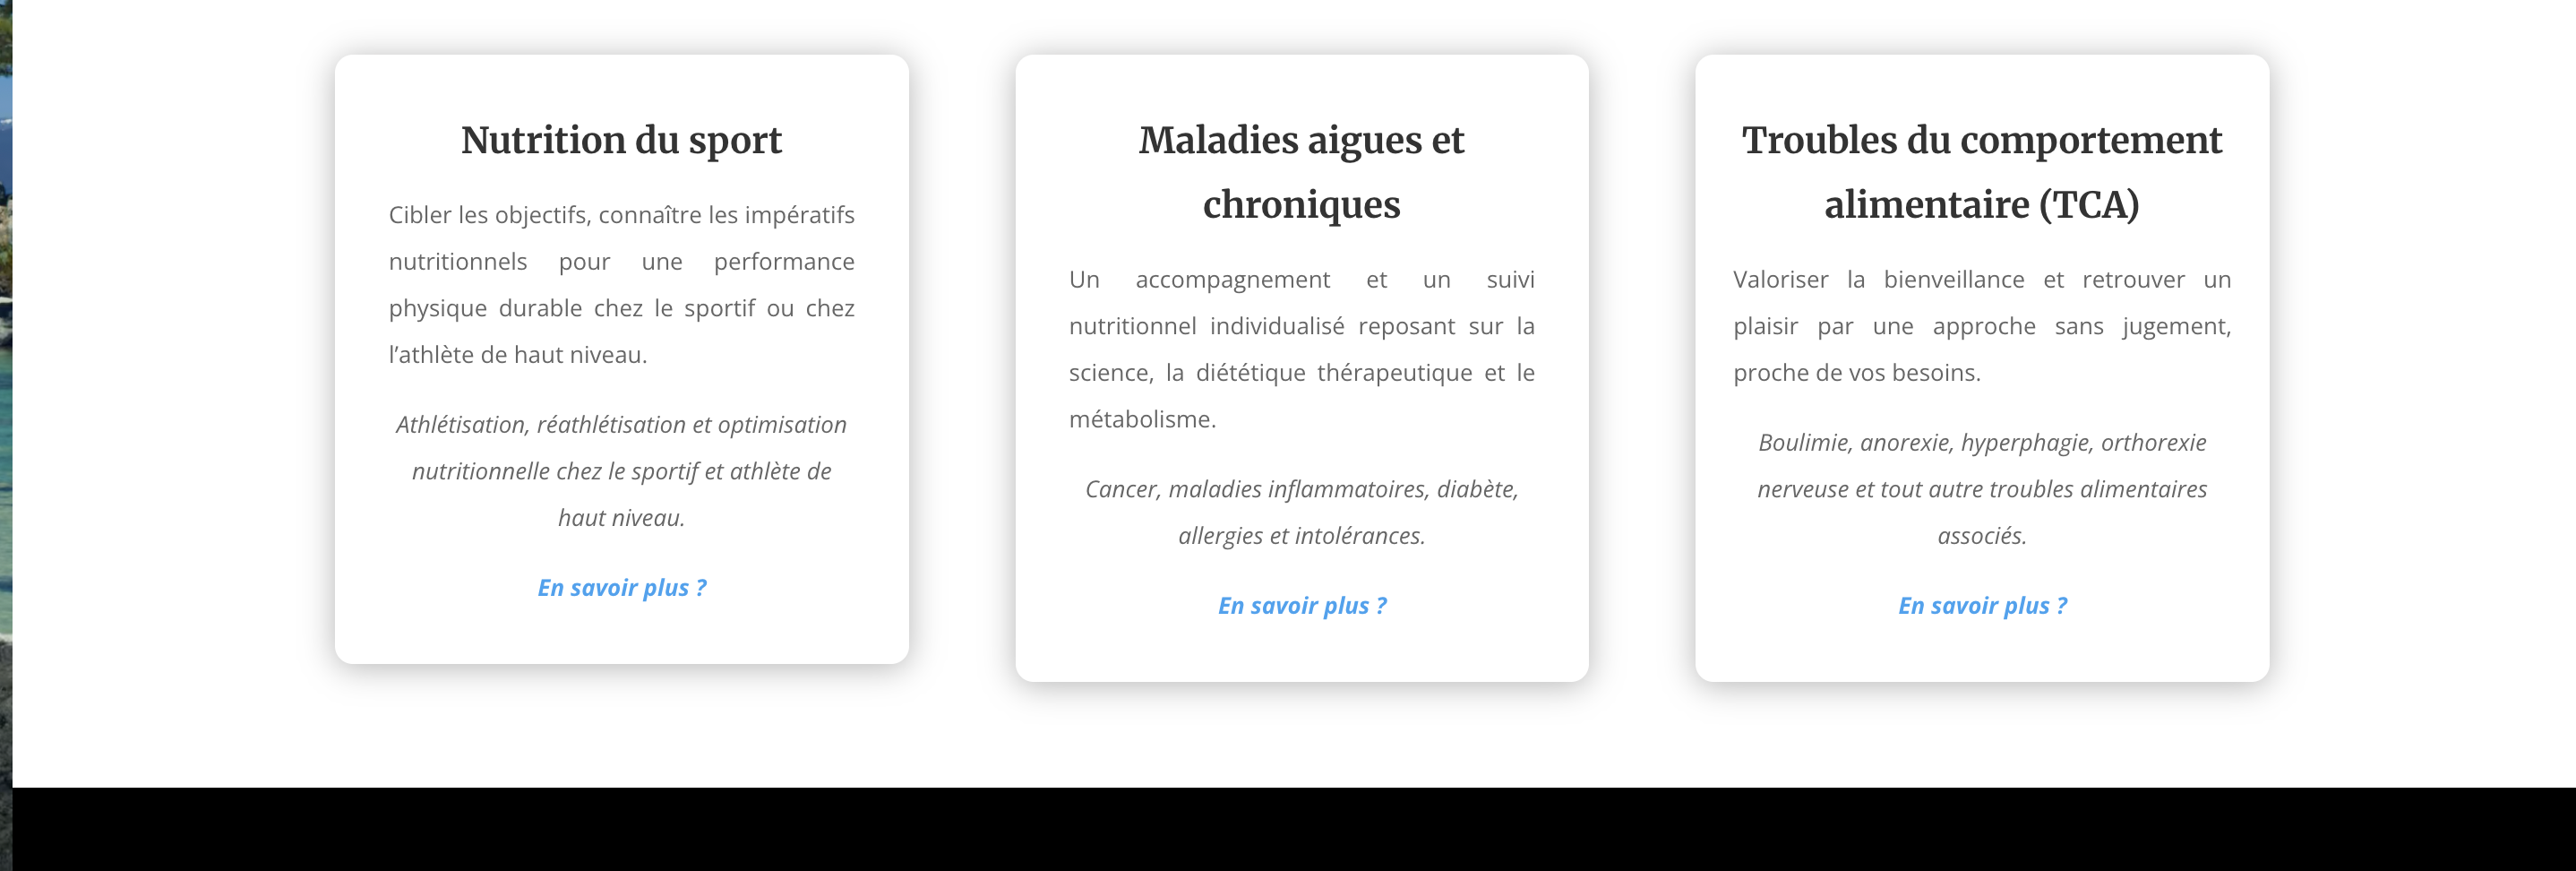 Nutrition du sport
Cibler les objectifs, connaître les impératifs
nutritionnels pour une performance
physique durable chez le sportif ou chez
l’athlète de haut niveau.
Athlétisation, réathlétisation et optimisation
nutritionnelle chez le sportif et athlète de
haut niveau.
En savoir plus ?
Maladies aigues et
chroniques
Un accompagnement et un suivi
nutritionnel individualisé reposant sur la
science, la diététique thérapeutique et le
métabolisme.
Cancer, maladies inflammatoires, diabète,
allergies et intolérances.
En savoir plus ?
Troubles du comportement
alimentaire (TCA)
Valoriser la bienveillance et retrouver un
plaisir par une approche sans jugement,
proche de vos besoins.
Boulimie, anorexie, hyperphagie, orthorexie
nerveuse et tout autre troubles alimentaires
associés.
En savoir plus ?